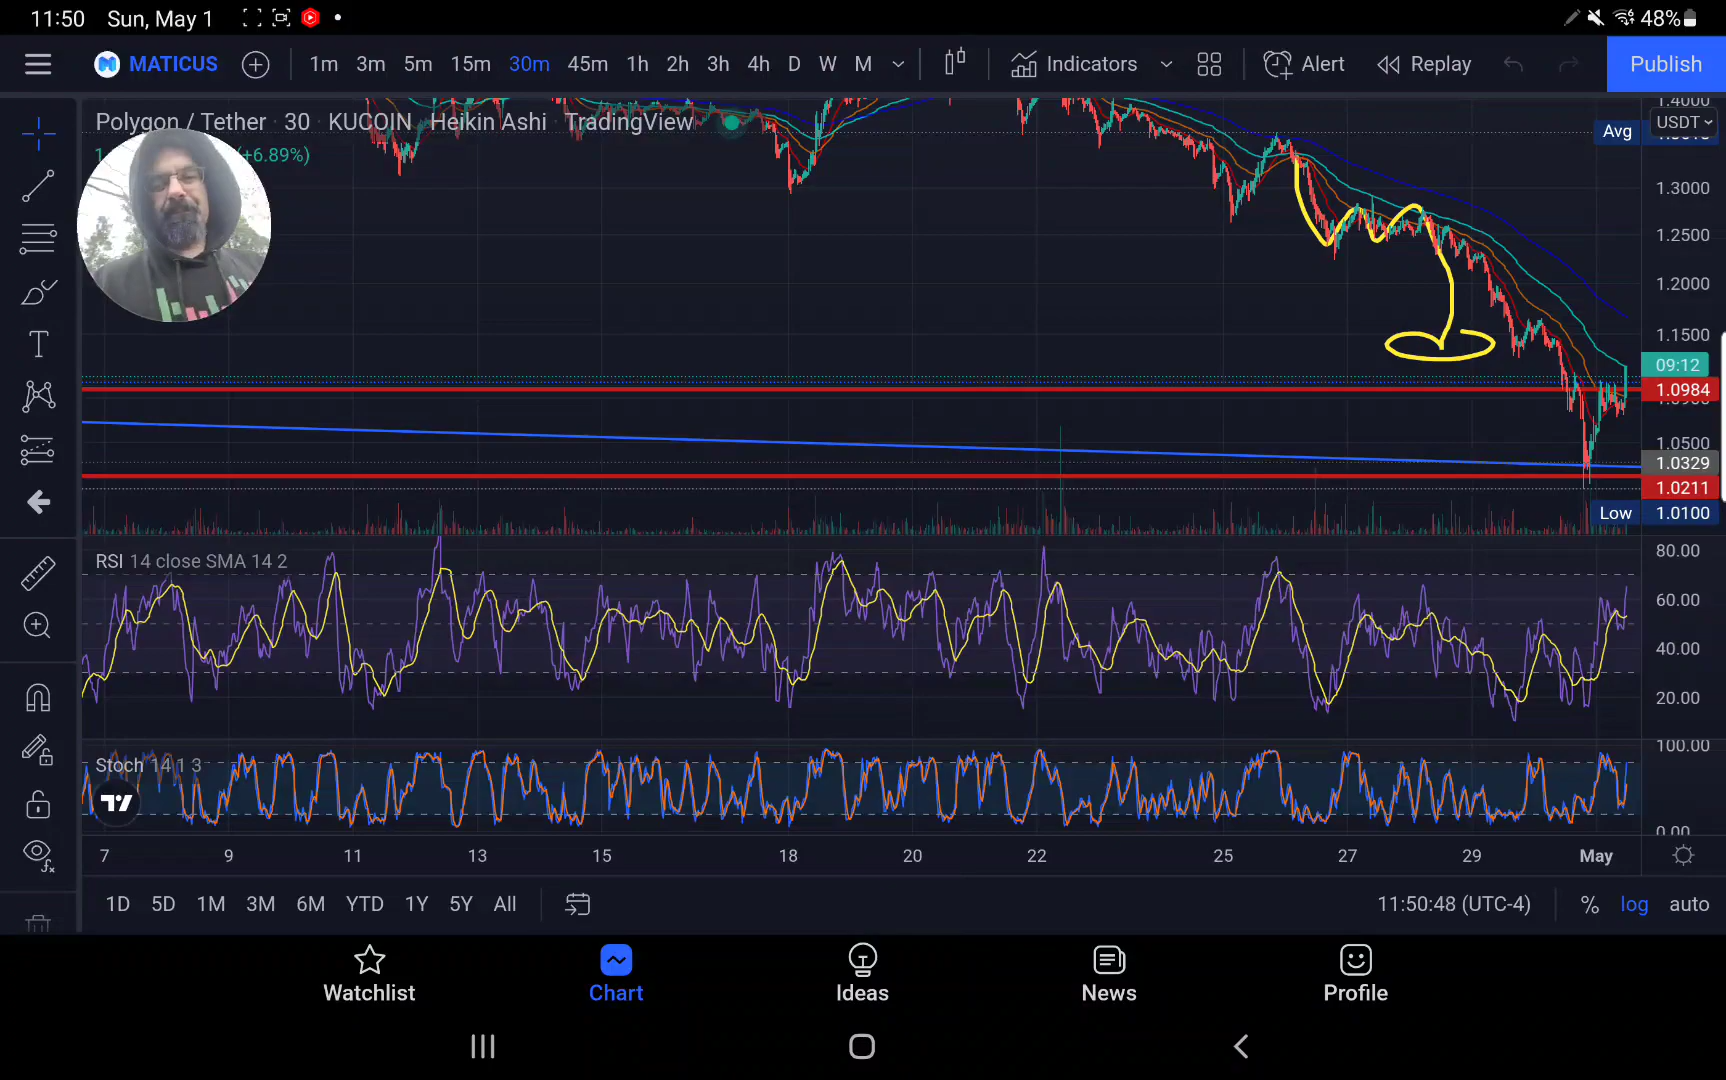 11:50 Sun, May 1 48%
MATICUS 1m 3m 5m 15m 30m 45m 1h 2h 3h 4h D W M Indicators Alert Replay Publish
Polygon / Tether · 30 · KUCOIN Heikin Ashi TradingView
(+6.89%)
1.4000
USDT
Avg
1.3000
1.2500
1.2000
1.1500
09:12
1.0984
1.0500
1.0329
1.0211
Low 1.0100
RSI 14 close SMA 14 2
80.00
60.00
40.00
20.00
Stoch 14 1 3
100.00
0.00
7 9 11 13 15 18 20 22 25 27 29 May
1D 5D 1M 3M 6M YTD 1Y 5Y All 11:50:48 (UTC-4) % log auto
Watchlist Chart Ideas News Profile